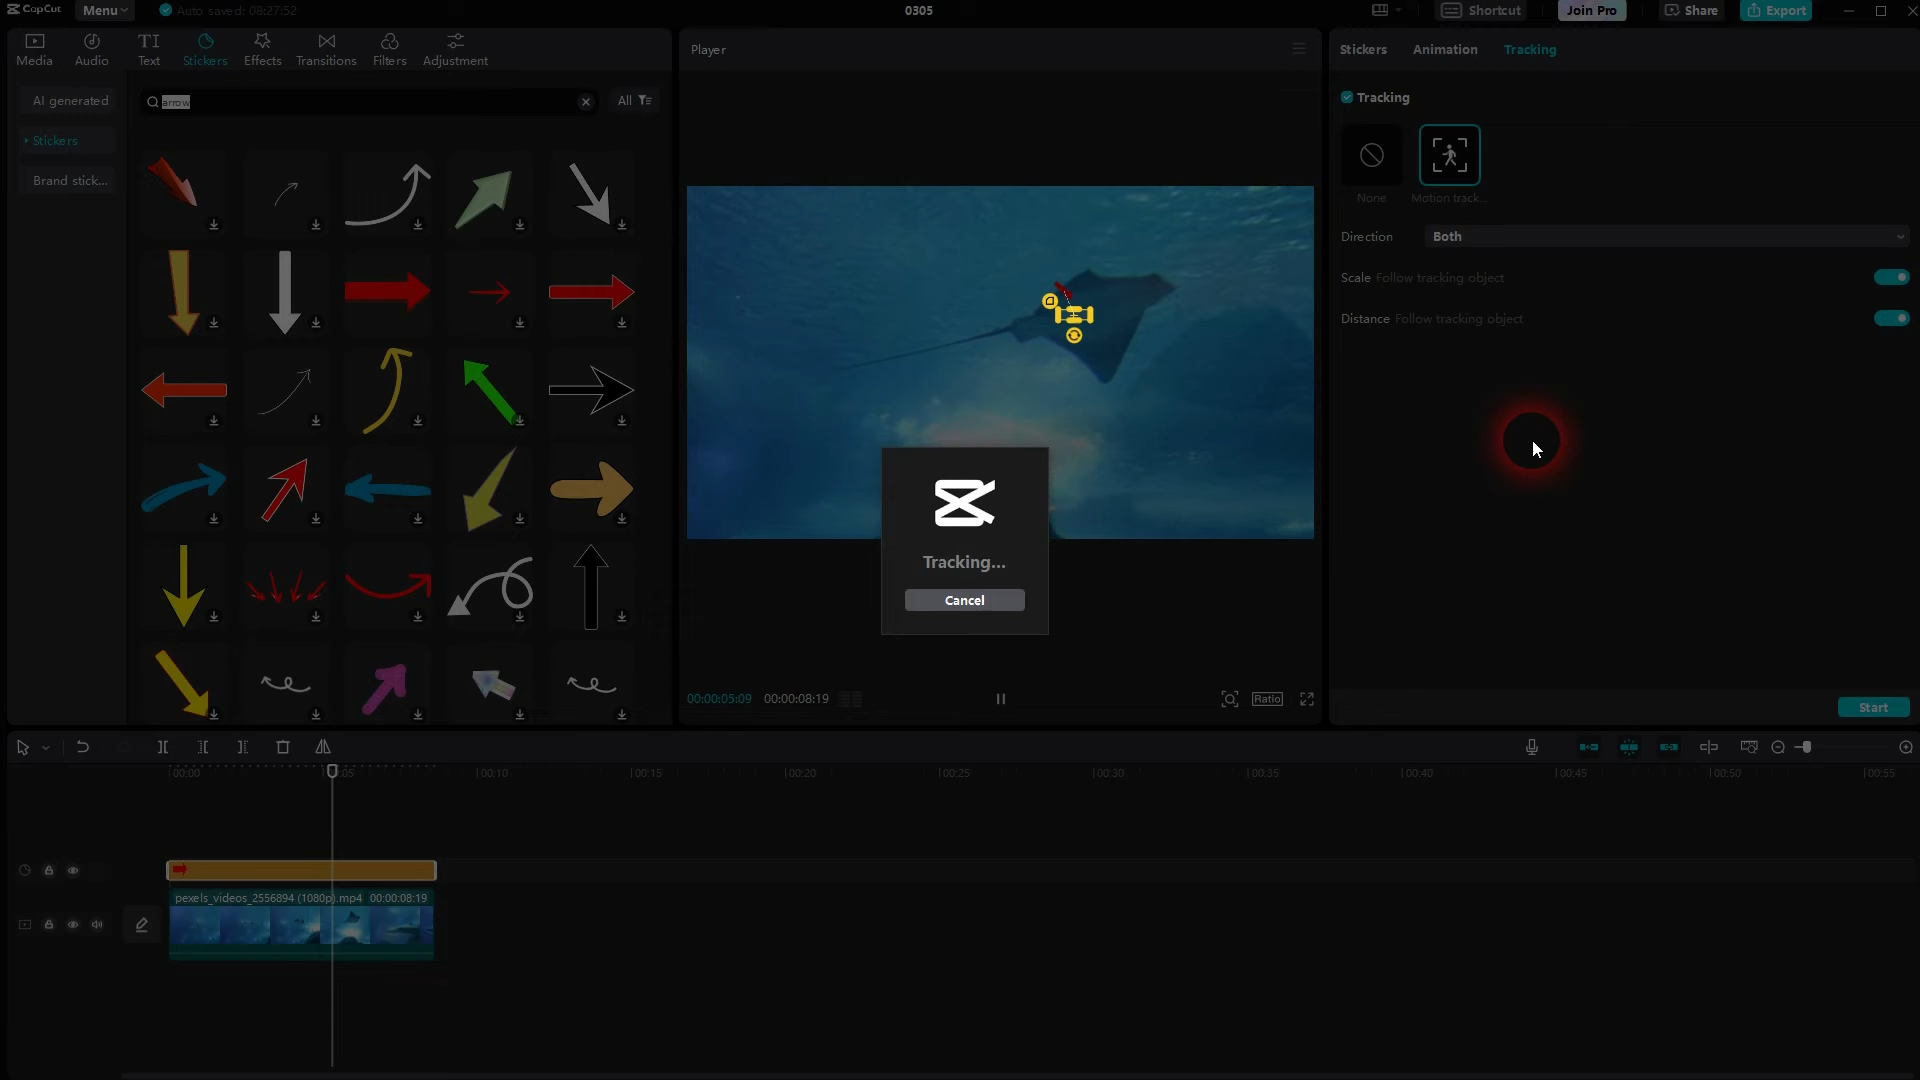 CapCut
Menu
Auto saved: 08:27:52
0305
Shortcut
Join Pro
Share
Export
Media
Audio
TI
Text
Stickers
Effects
Transitions
Filters
Adjustment
AI generated
Stickers
Brand stick...
arrow
All
Player
Tracking...
Cancel
00:00:05:09
00:00:08:19
Ratio
Stickers
Animation
Tracking
Tracking
None
Motion track...
Direction
Both
Scale Follow tracking object
Distance Follow tracking object
Start
00:00
:05
00:10
00:15
00:20
00:25
00:30
00:35
00:40
00:45
00:50
00:55
pexels_videos_2556894 (1080p).mp4 00:00:08:19